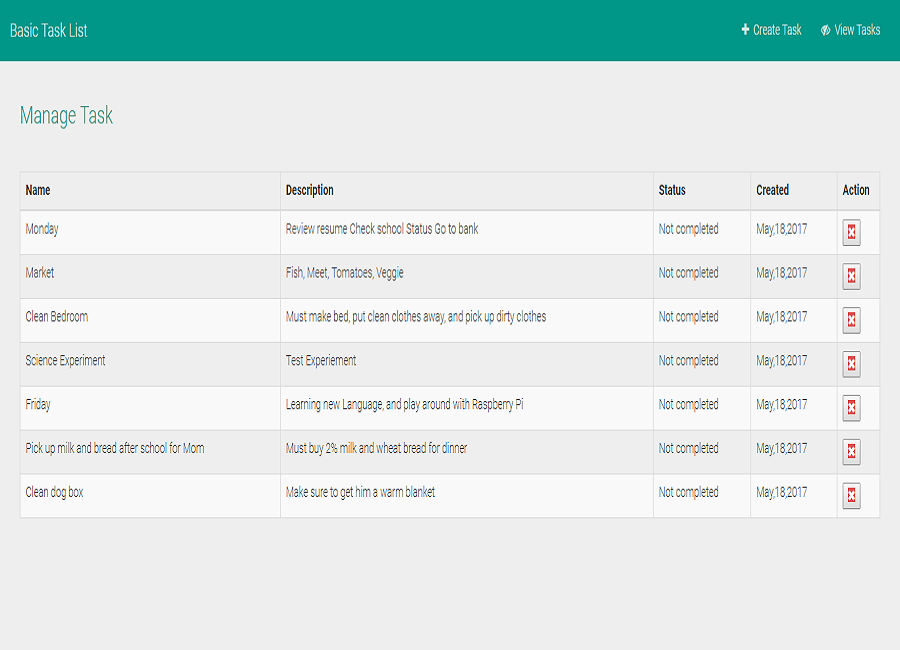 Basic Task List Create Task View Tasks
Manage Task
Name Description Status Created Action
Monday Review resume Check school Status Go to bank Not completed May,18,2017
Market Fish, Meet, Tomatoes, Veggie Not completed May,18,2017
Clean Bedroom Must make bed, put clean clothes away, and pick up dirty clothes Not completed May,18,2017
Science Experiment Test Experiement Not completed May,18,2017
Friday Learning new Language, and play around with Raspberry Pi Not completed May,18,2017
Pick up milk and bread after school for Mom Must buy 2% milk and wheat bread for dinner Not completed May,18,2017
Clean dog box Make sure to get him a warm blanket Not completed May,18,2017